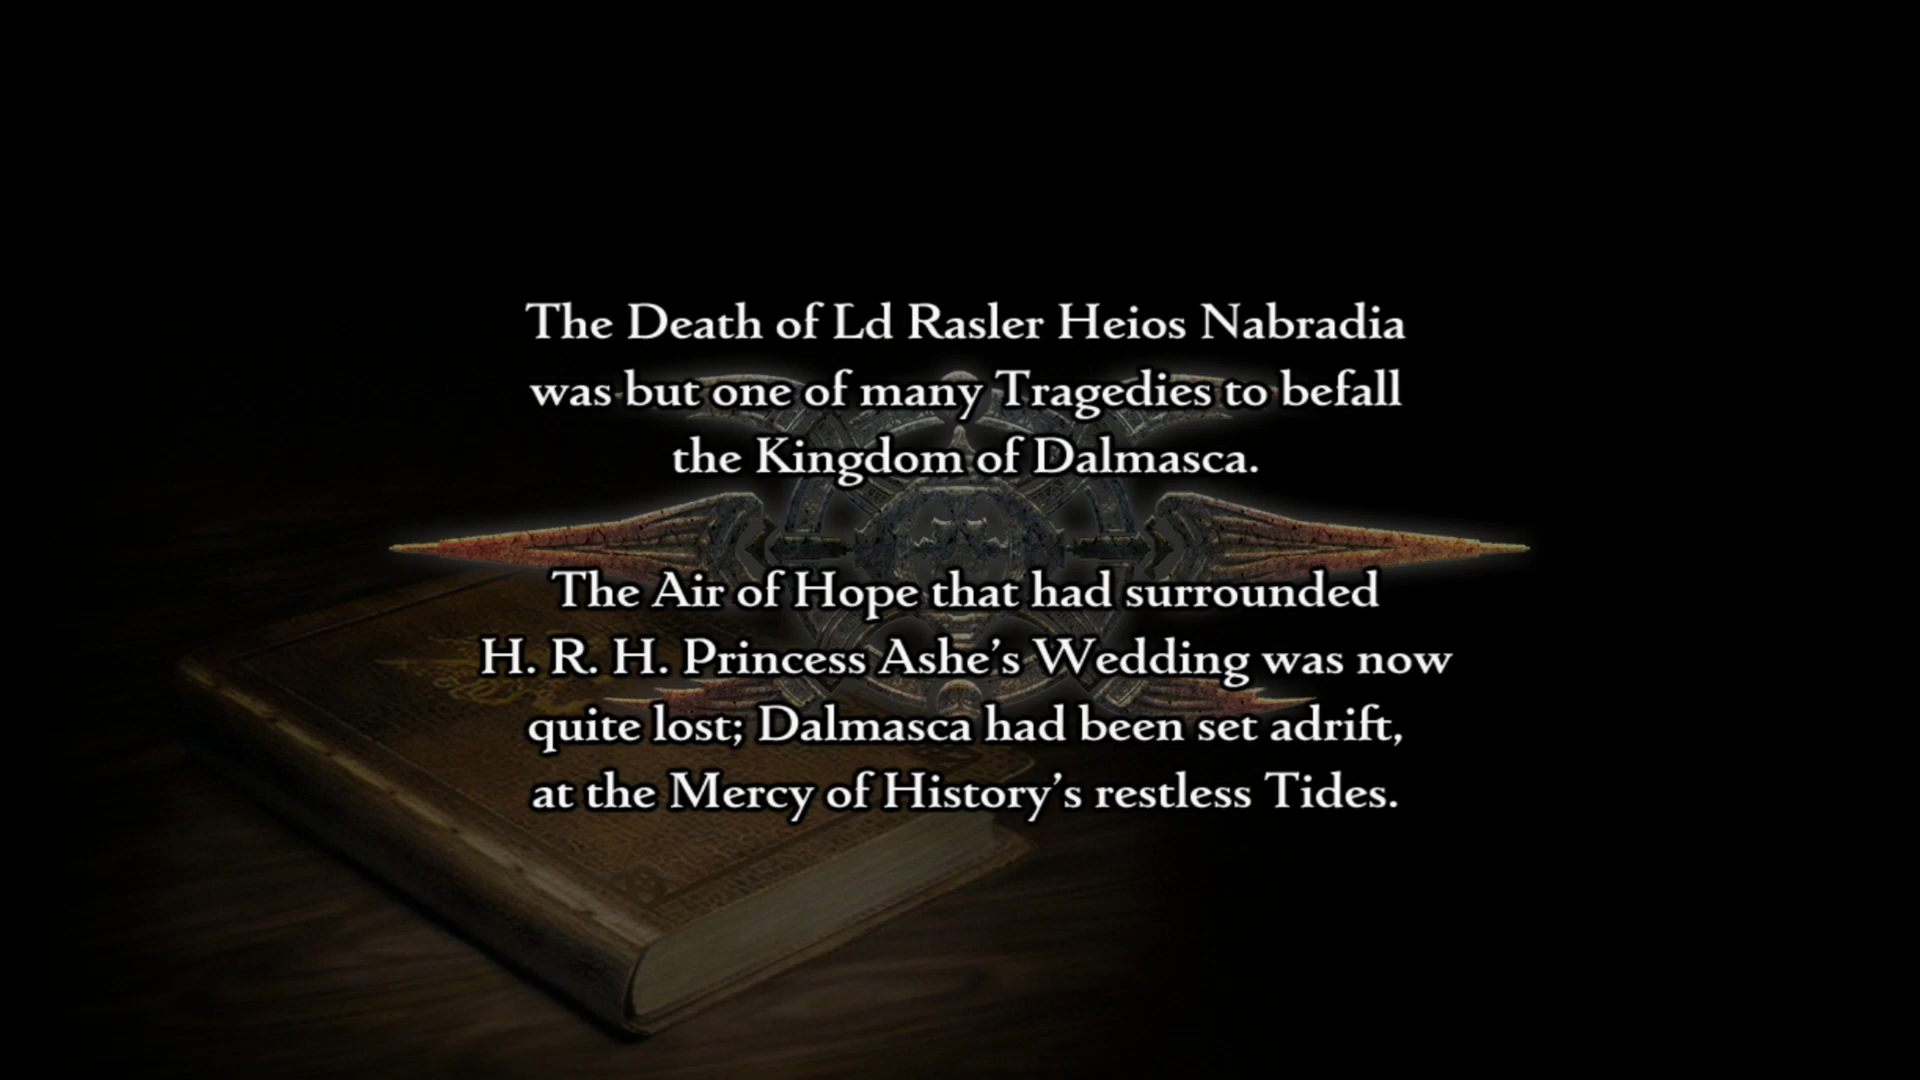 The Death of Ld Rasler Heios Nabradia
was but one of many Tragedies to befall
the Kingdom of Dalmasca.
The Air of Hope that had surrounded
H. R. H. Princess Ashe's Wedding was now
quite lost; Dalmasca had been set adrift,
at the Mercy of History's restless Tides.